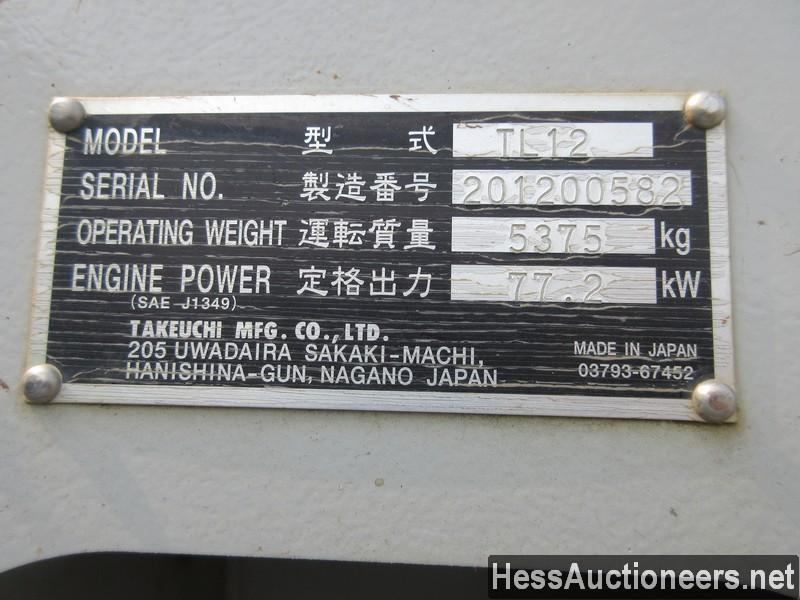 MODEL 型 式 TL12
SERIAL NO. 製造番号 201200582
OPERATING WEIGHT 運転質量 5375 kg
ENGINE POWER 定格出力 77.2 kW
(SAE J1349)
TAKEUCHI MFG. CO., LTD.
205 UWADAIRA SAKAKI-MACHI,
HANISHINA-GUN, NAGANO JAPAN
MADE IN JAPAN
03793-67452
HessAuctioneers.net